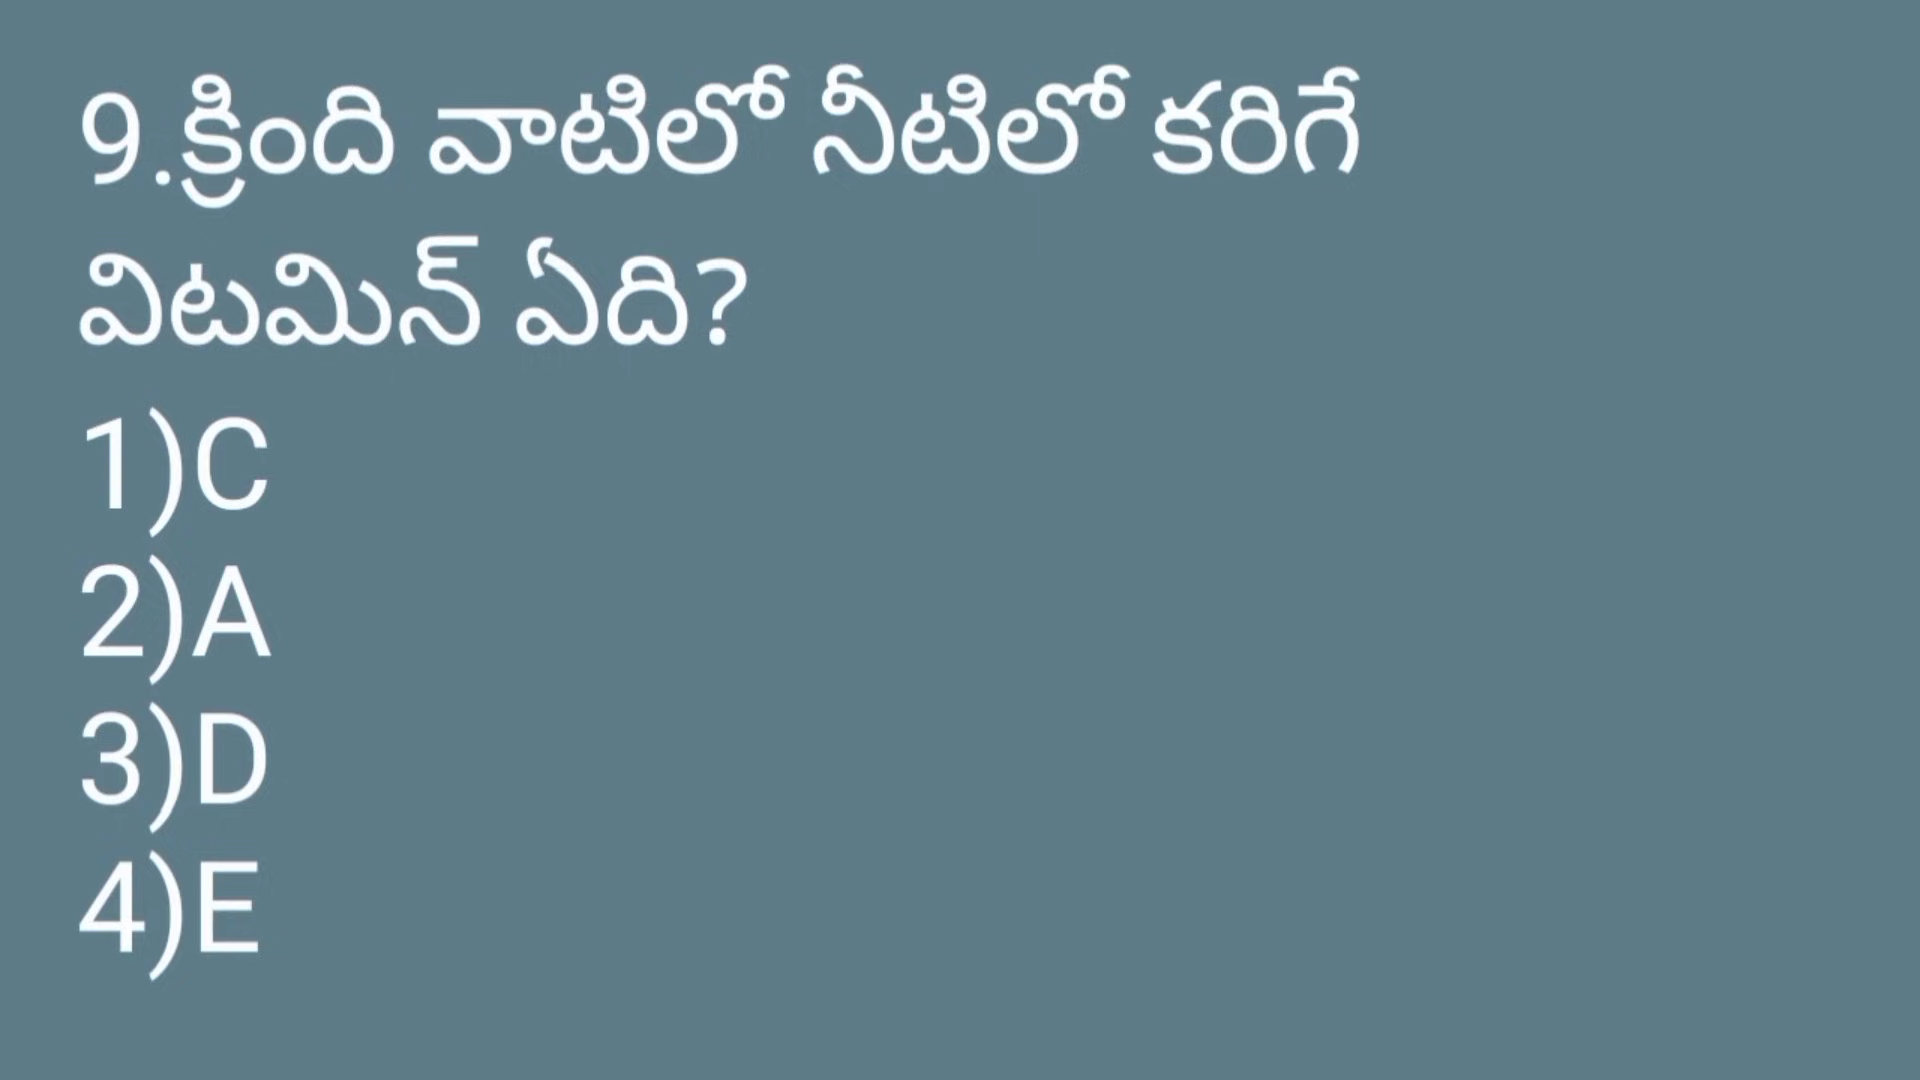 9.క్రింది వాటిలో నీటిలో కరిగే
విటమిన్ ఏది?
1)C
2)A
3)D
4)E